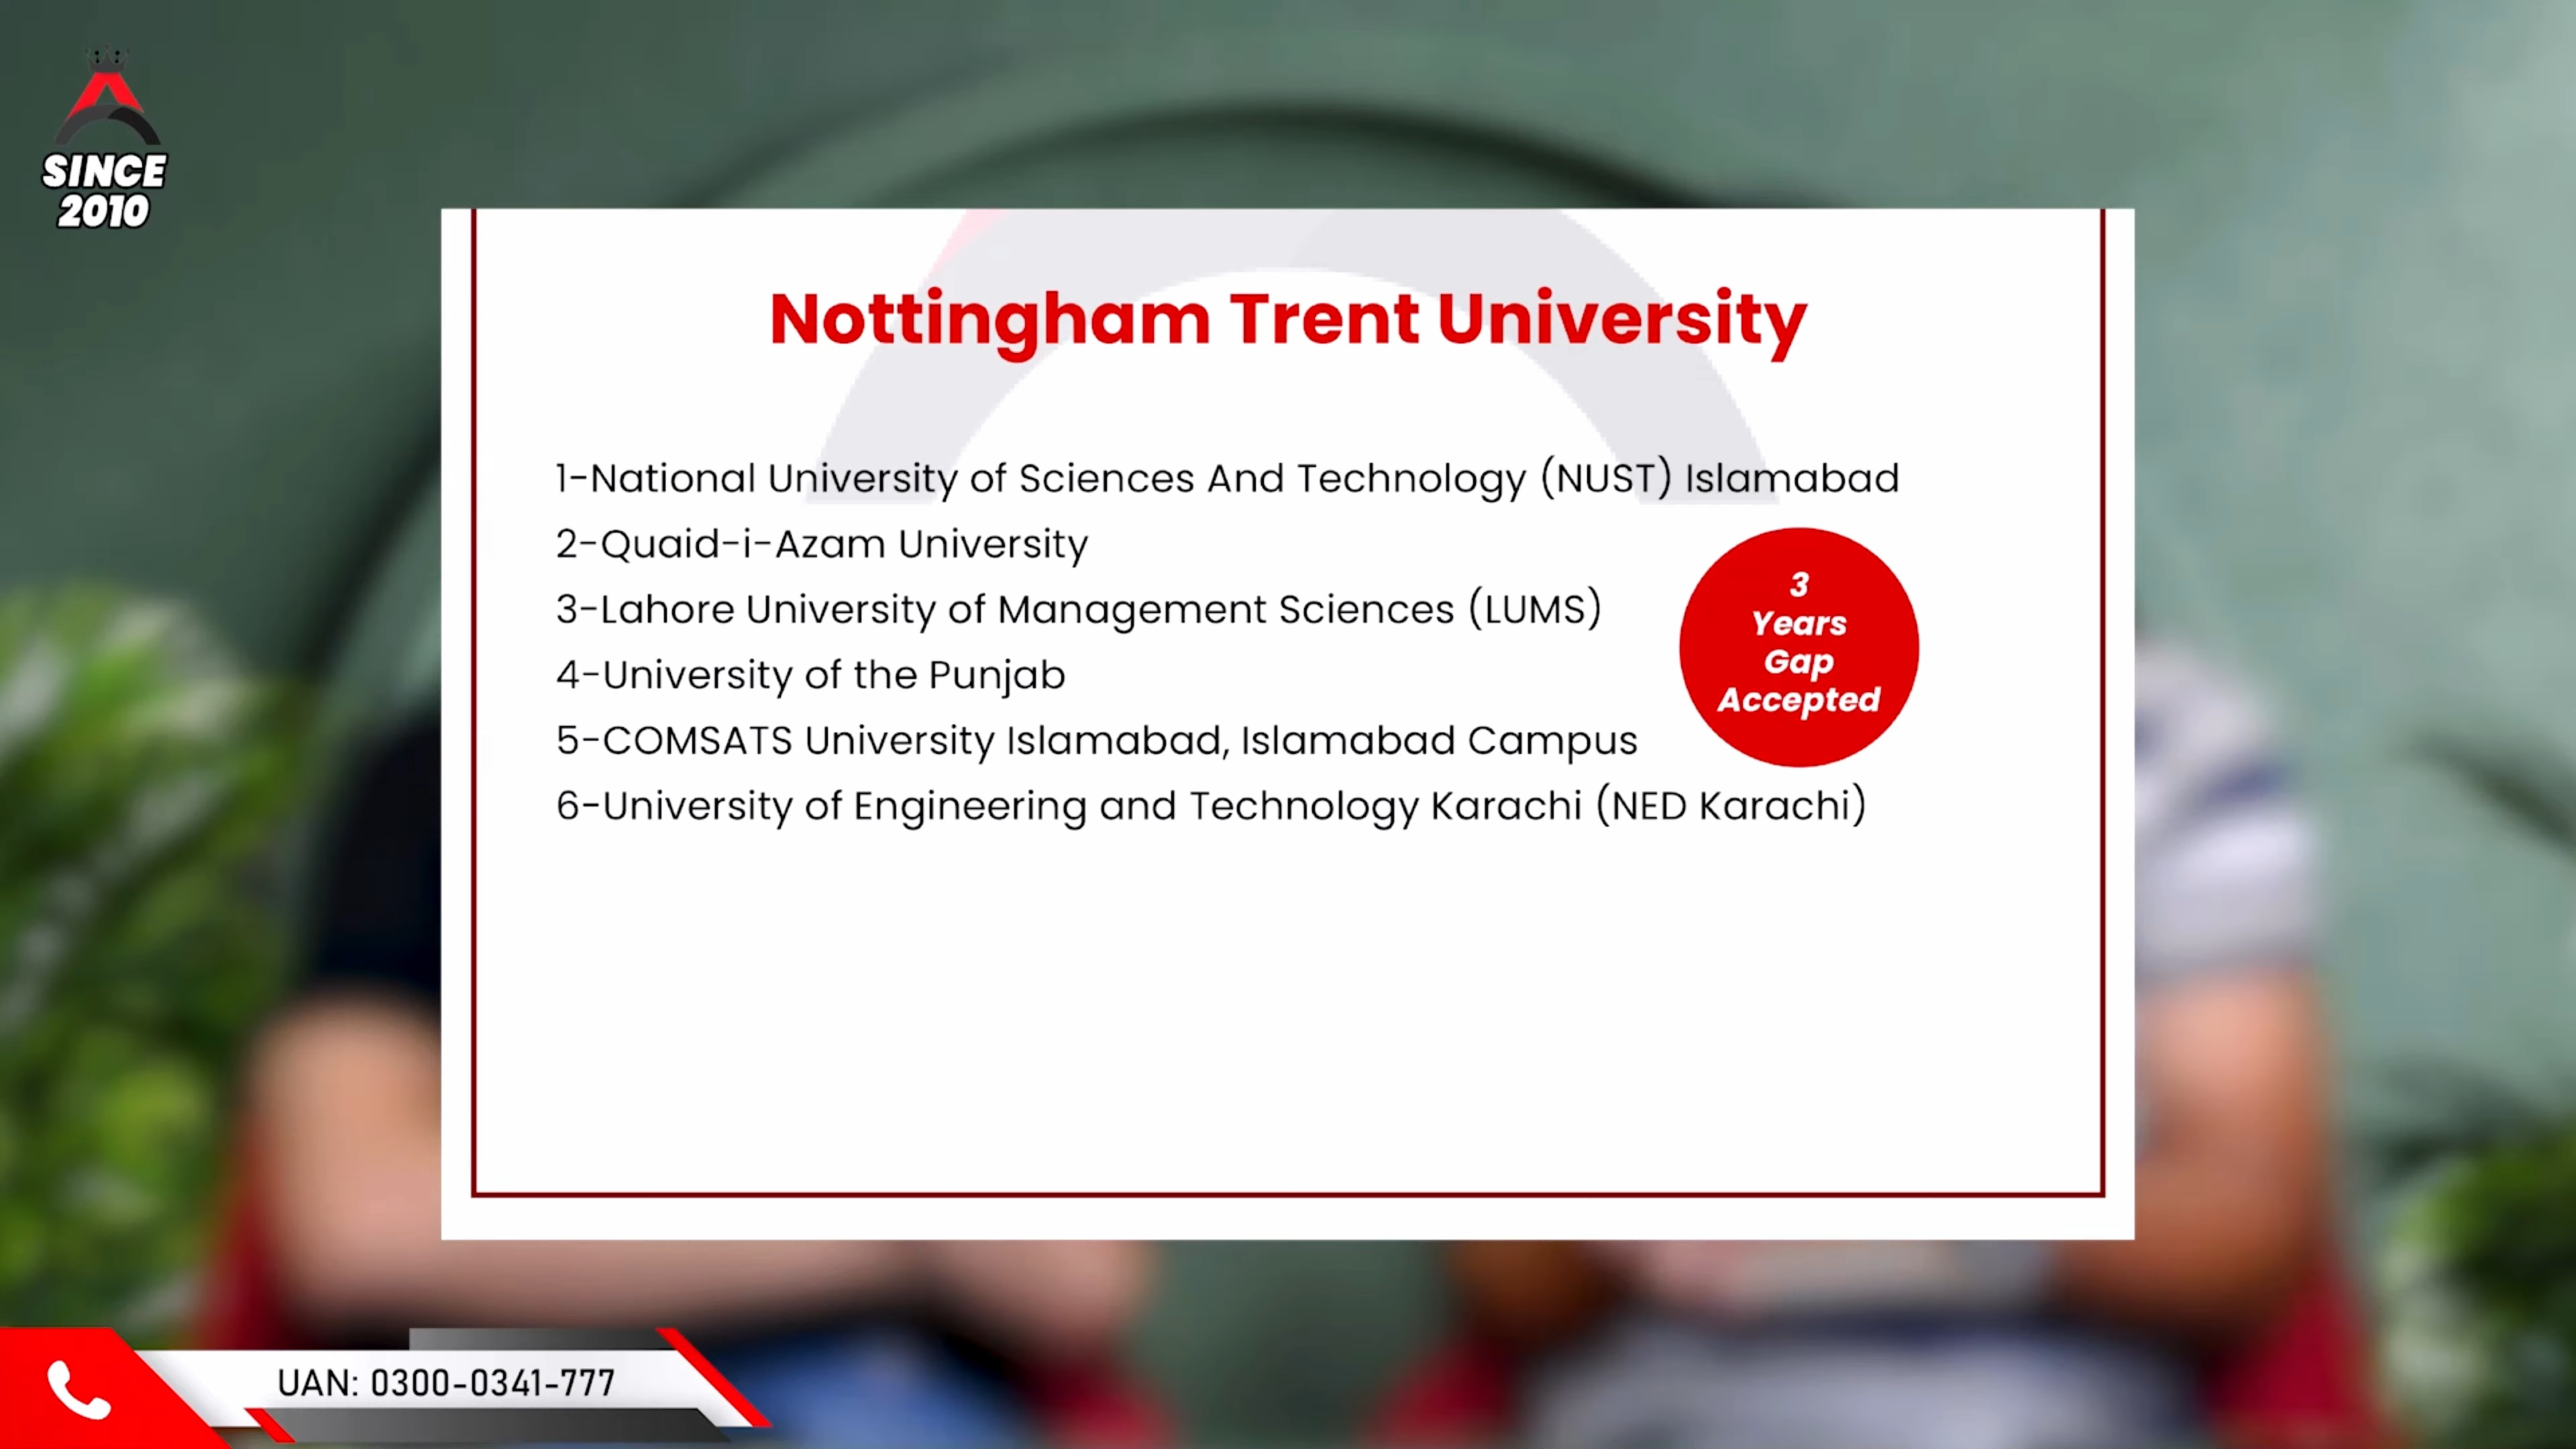 SINCE
2010
Nottingham Trent University
1-National University of Sciences And Technology (NUST) Islamabad
2-Quaid-i-Azam University
3-Lahore University of Management Sciences (LUMS)
4-University of the Punjab
5-COMSATS University Islamabad, Islamabad Campus
6-University of Engineering and Technology Karachi (NED Karachi)
3
Years
Gap
Accepted
UAN: 0300-0341-777